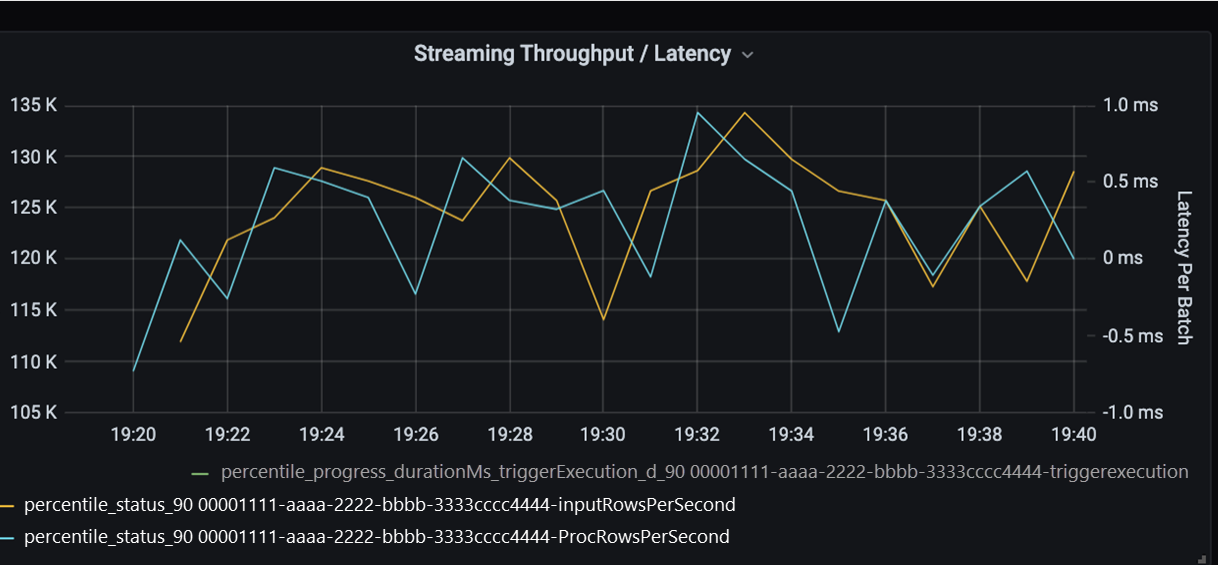 Streaming Throughput / Latency
135 K
130 K
125 K
120 K
115 K
110 K
105 K
1.0 ms
0.5 ms
0 ms
-0.5 ms
-1.0 ms
Latency Per Batch
19:20 19:22 19:24 19:26 19:28 19:30 19:32 19:34 19:36 19:38 19:40
percentile_progress_durationMs_triggerExecution_d_90 00001111-aaaa-2222-bbbb-3333cccc4444-triggerexecution
percentile_status_90 00001111-aaaa-2222-bbbb-3333cccc4444-inputRowsPerSecond
percentile_status_90 00001111-aaaa-2222-bbbb-3333cccc4444-ProcRowsPerSecond